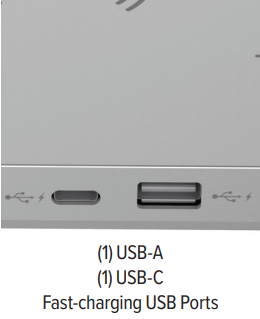 (1) USB-A
(1) USB-C
Fast-charging USB Ports